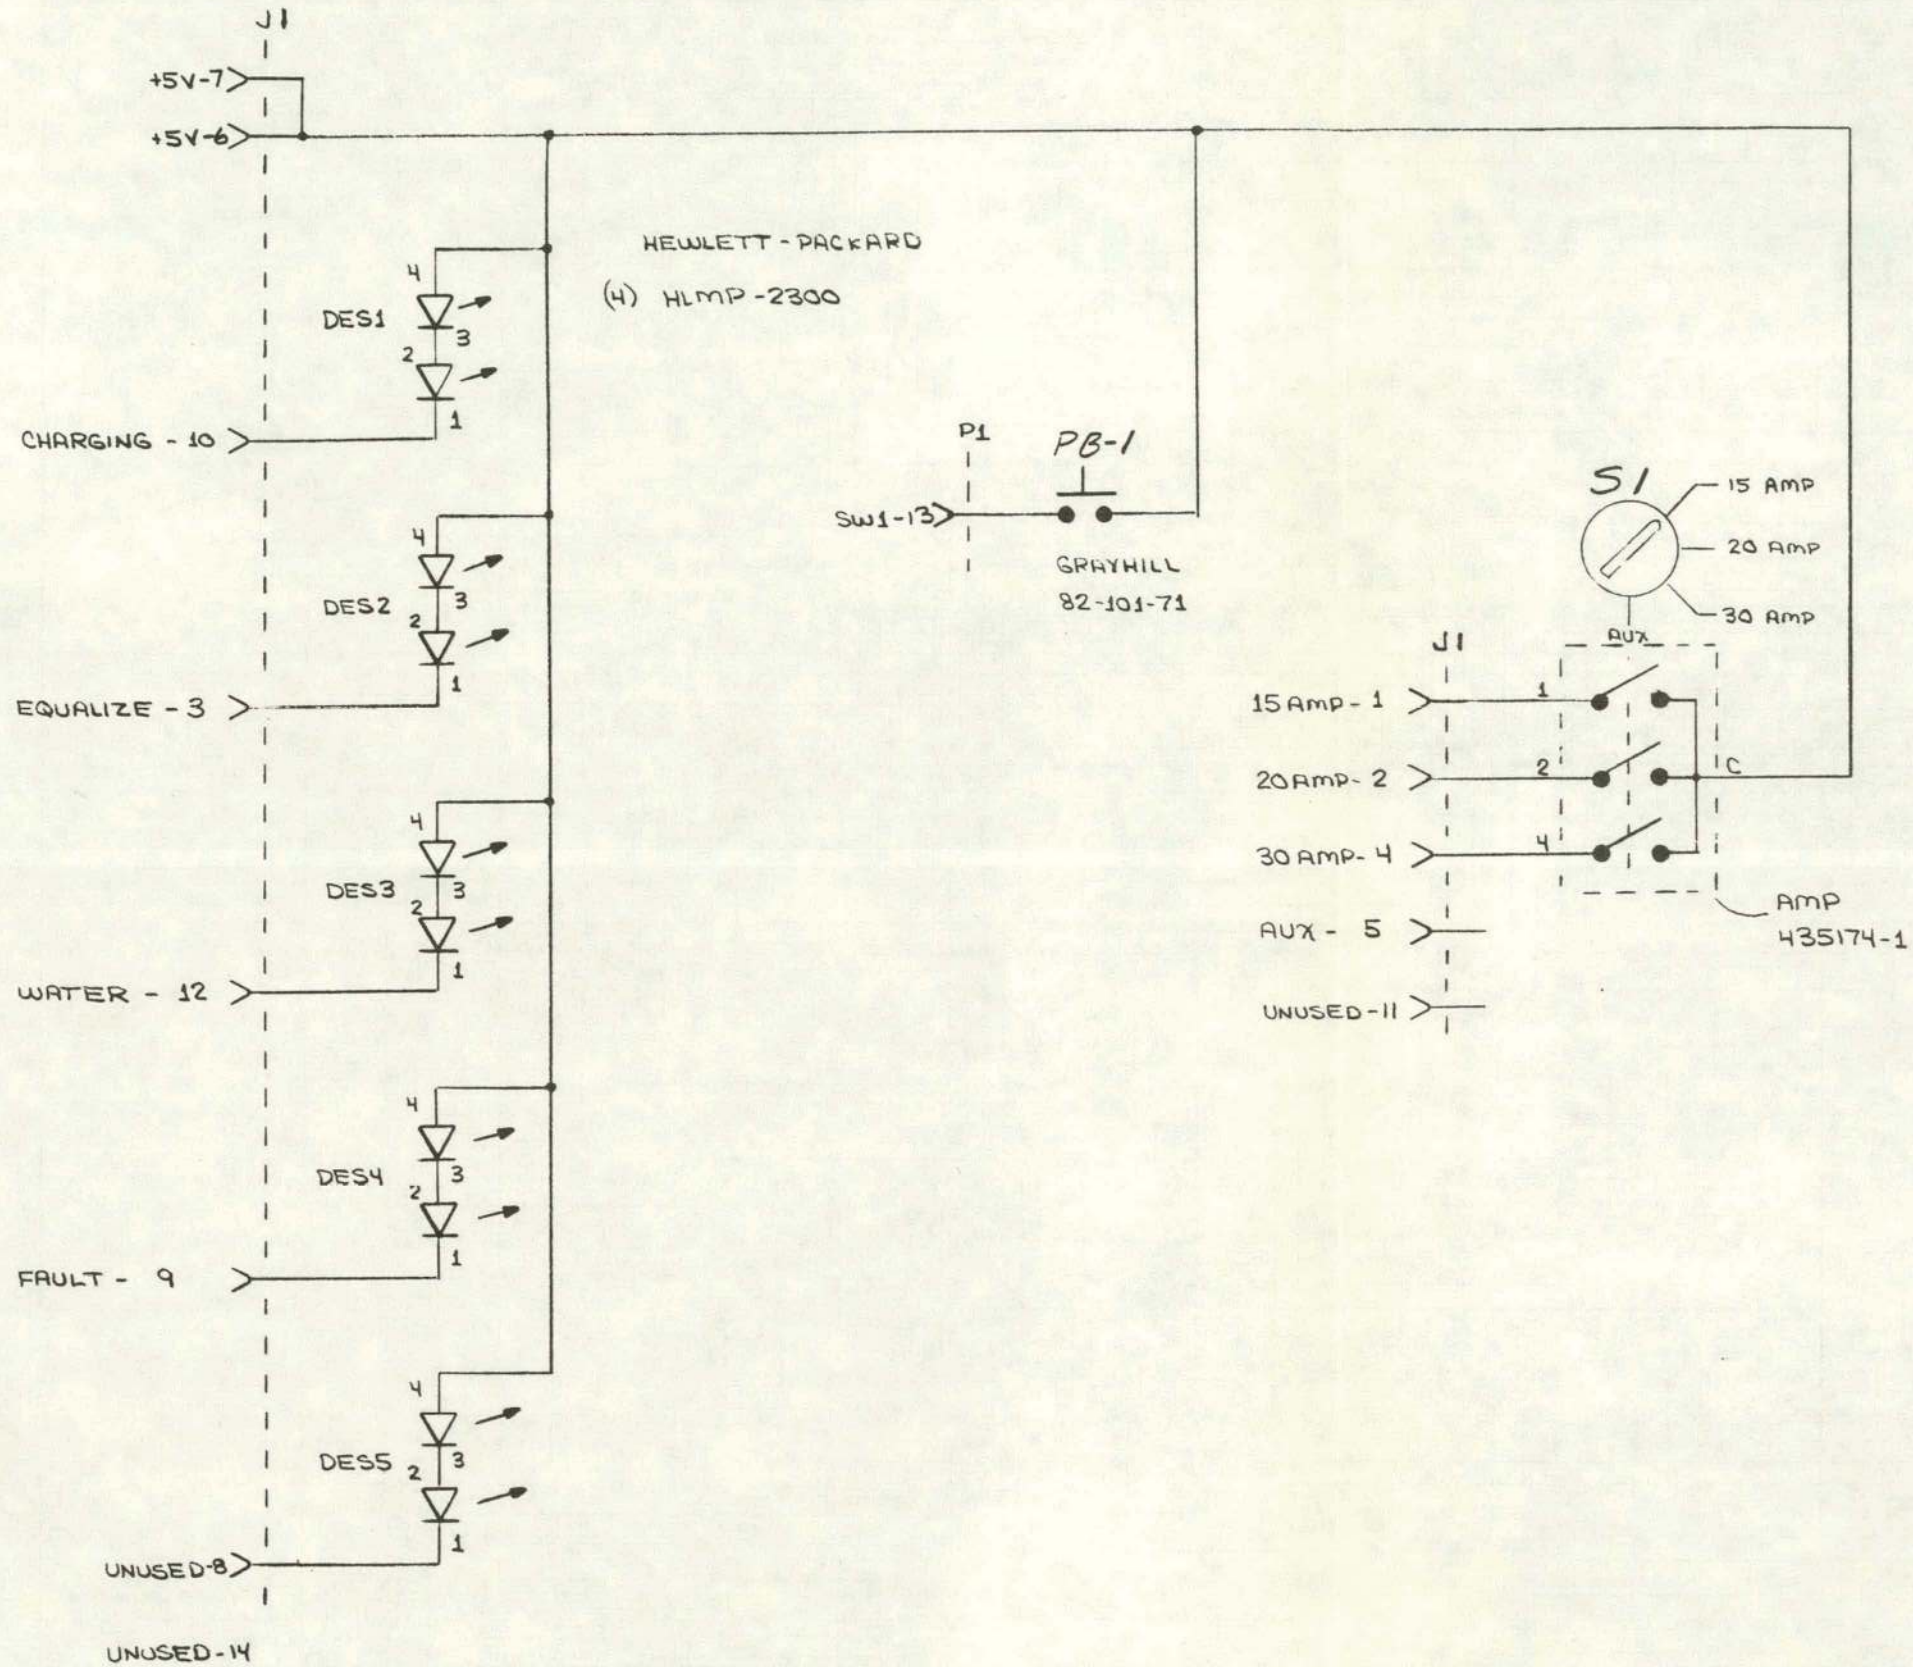 J1
+5V-7
+5V-6
HEWLETT-PACKARD
(4) HLMP-2300
4
DES1
3
2
1
CHARGING - 10
4
DES2
3
2
1
EQUALIZE - 3
4
DES3
3
2
1
WATER - 12
4
DES4
3
2
1
FAULT - 9
4
DES5
3
2
1
UNUSED-8
UNUSED-14
P1
PB-1
SW1-13
GRAYHILL
82-101-71
S1
15 AMP
20 AMP
30 AMP
AUX
J1
15 AMP - 1
1
20 AMP - 2
2
C
30 AMP - 4
4
AUX - 5
UNUSED-11
AMP
435174-1